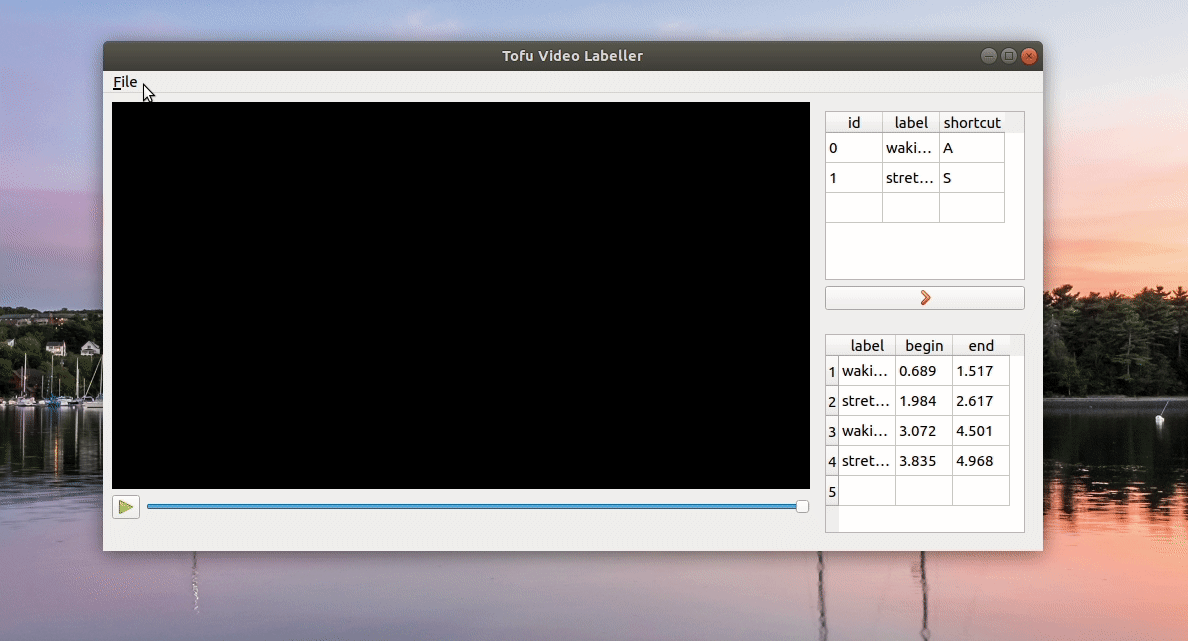 Tofu Video Labeller
File
id label shortcut
0 waki... A
1 stret... S
label begin end
1 waki... 0.689 1.517
2 stret... 1.984 2.617
3 waki... 3.072 4.501
4 stret... 3.835 4.968
5